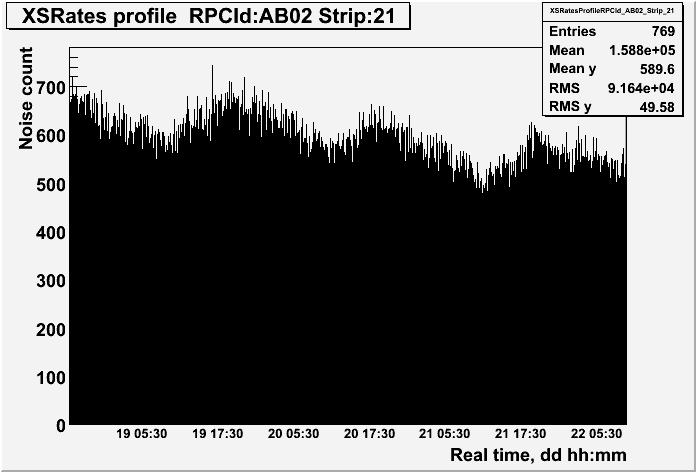 XSRates profile RPCId:AB02 Strip:21
XSRatesProfileRPCId_AB02_Strip_21
Entries 769
Mean 1.588e+05
Mean y 589.6
RMS 9.164e+04
RMS y 49.58
Noise count
700
600
500
400
300
200
100
0
19 05:30 19 17:30 20 05:30 20 17:30 21 05:30 21 17:30 22 05:30
Real time, dd hh:mm